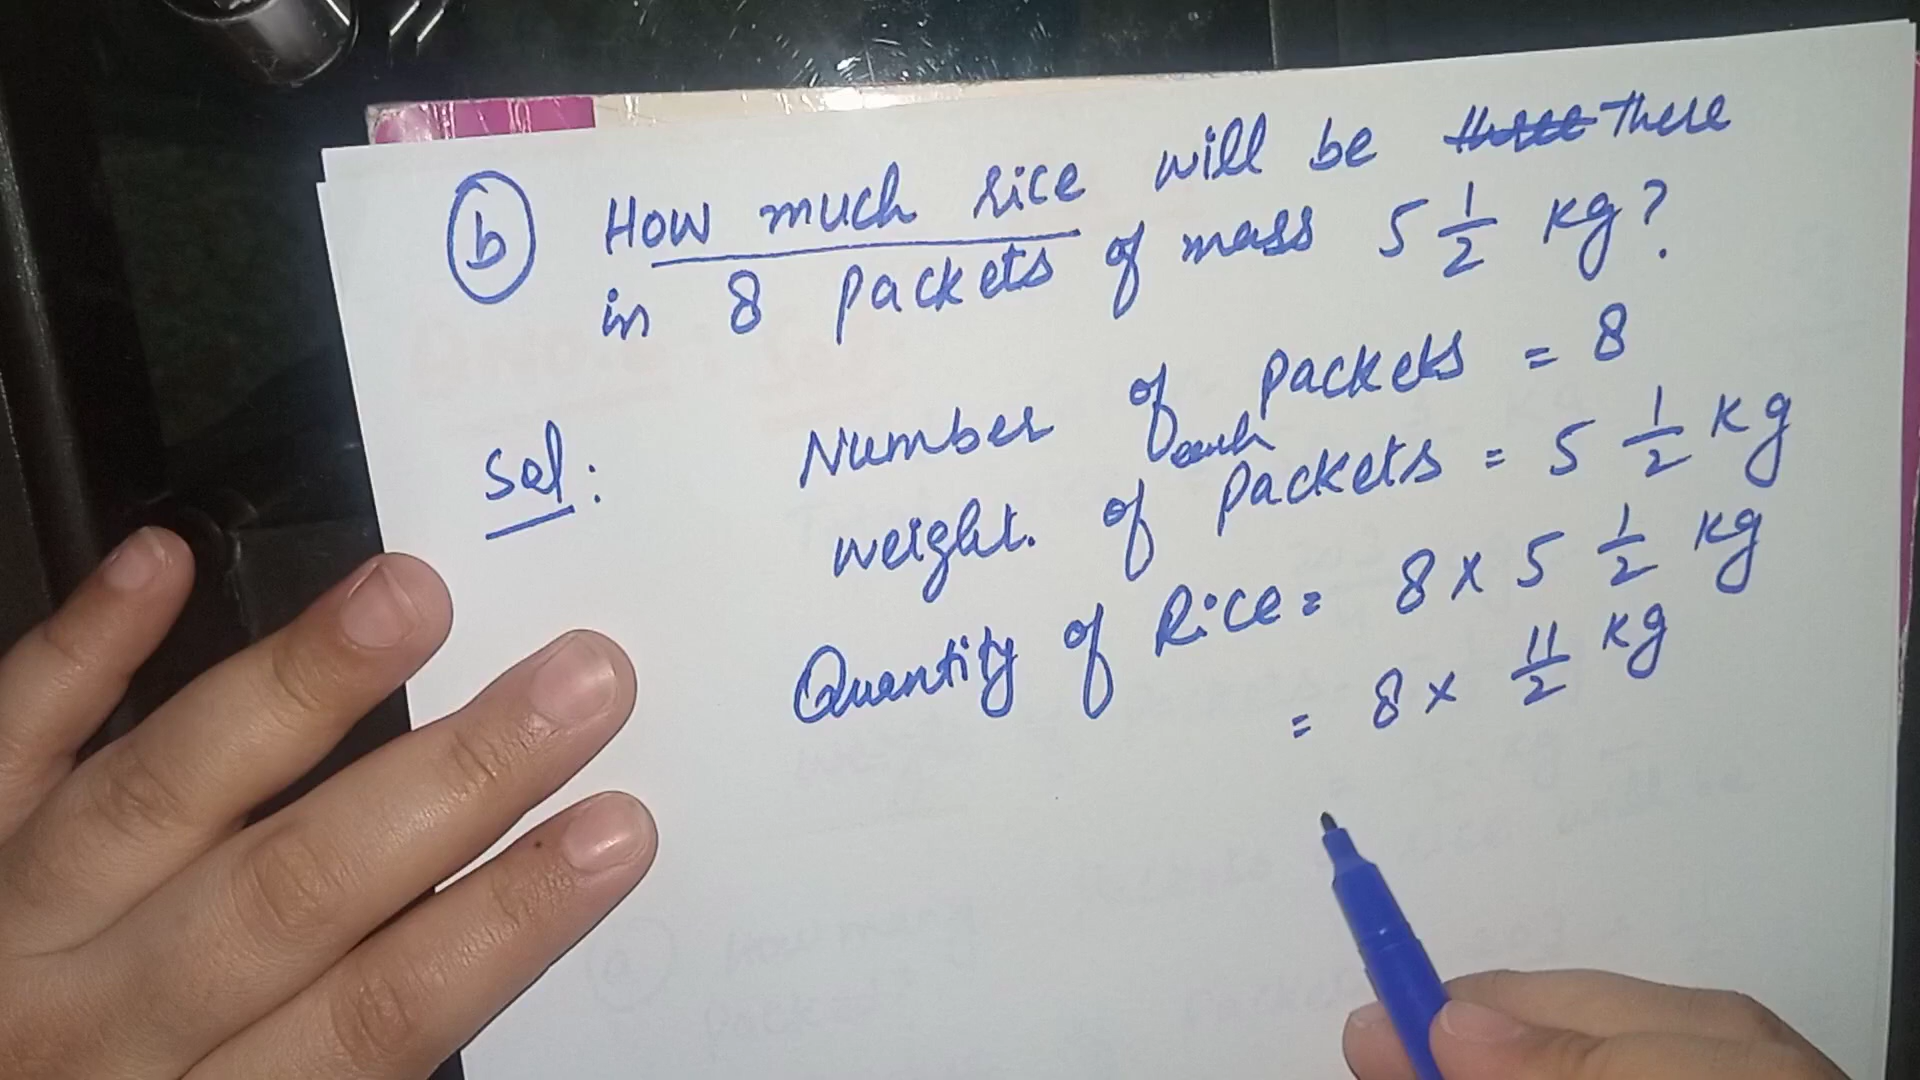 b How much rice will be There
in 8 packets of mass 5 1/2 kg?
Sol: Number of packets = 8
weight. of each packets = 5 1/2 kg
Quantity of Rice = 8 x 5 1/2 kg
= 8 x 11/2 kg